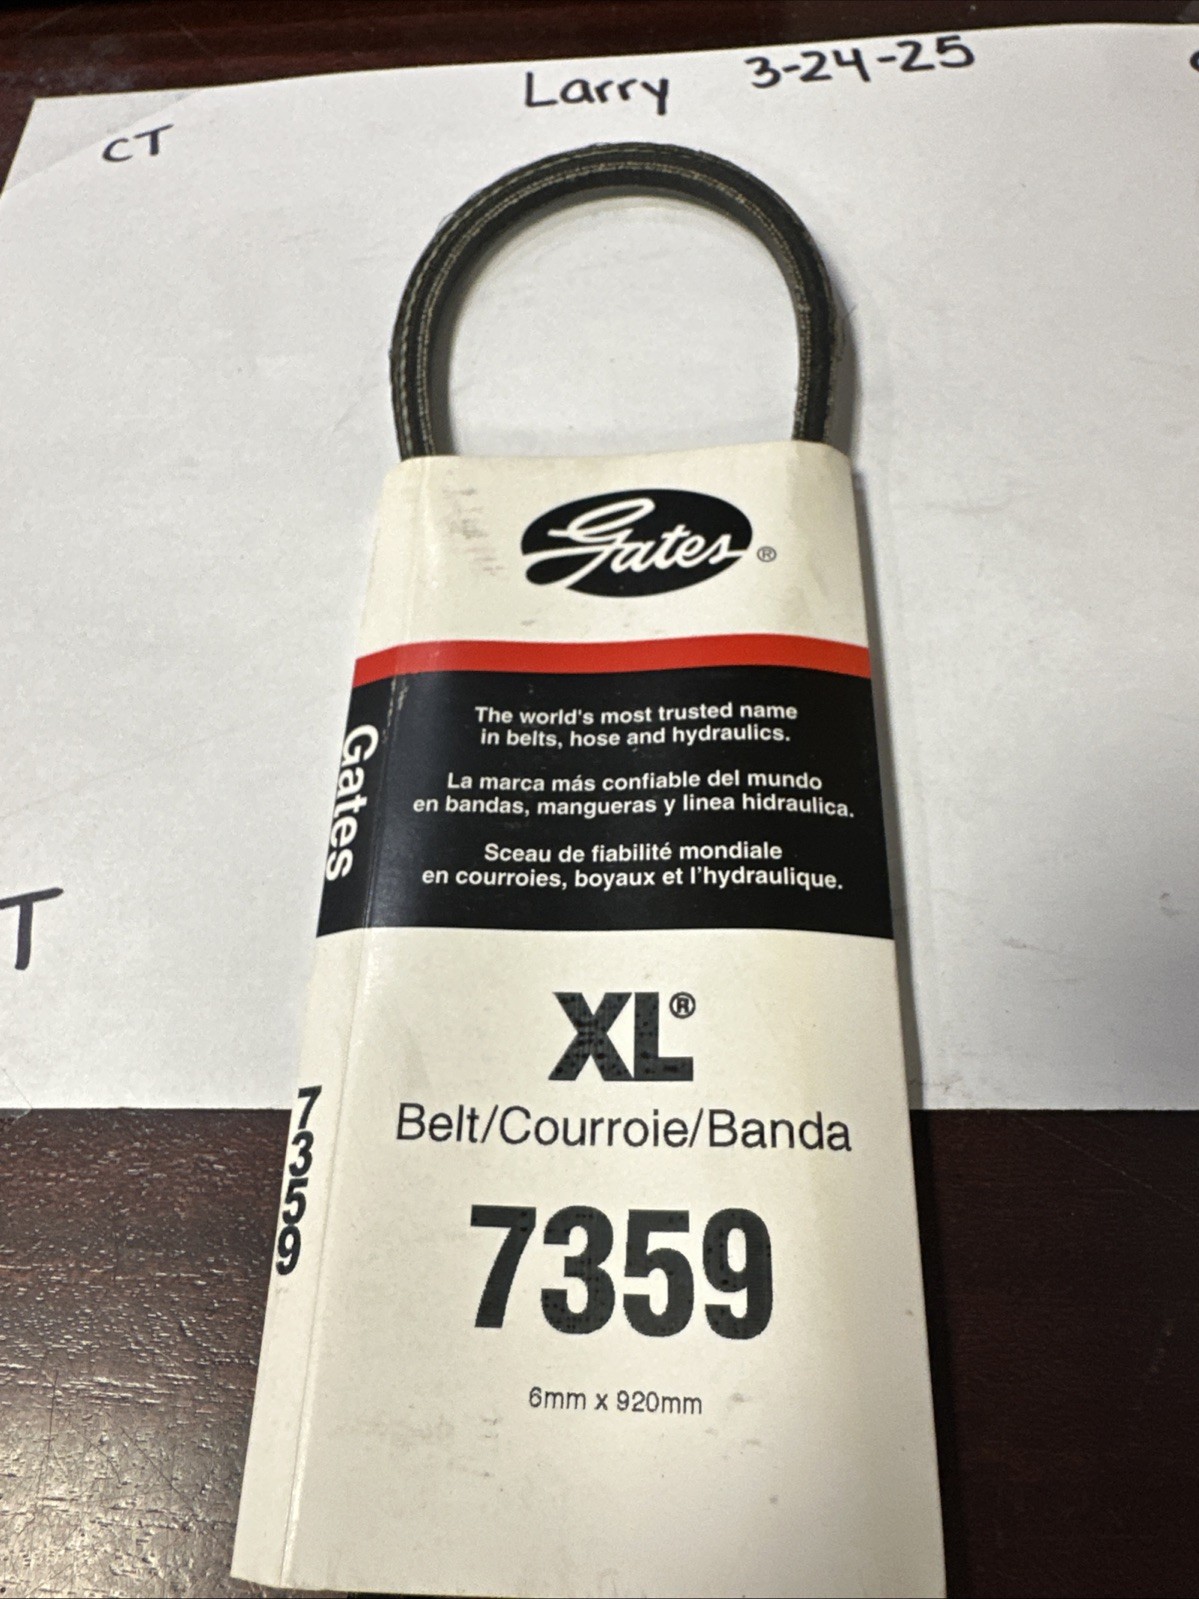 Larry 3-24-25
CT
T
Gates®
The world's most trusted name
in belts, hose and hydraulics.
La marca más confiable del mundo
en bandas, mangueras y linea hidraulica.
Sceau de fiabilité mondiale
en courroies, boyaux et l'hydraulique.
Gates
XL®
Belt/Courroie/Banda
7359
7359
6mm x 920mm